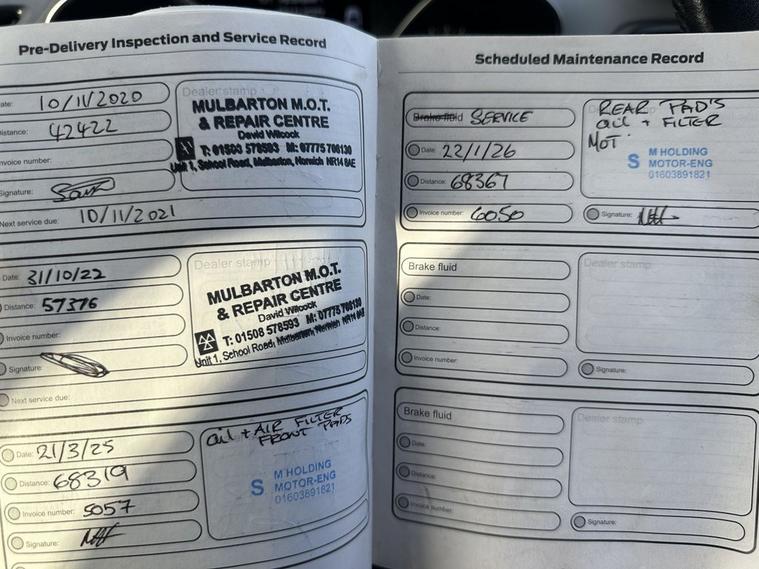 Pre-Delivery Inspection and Service Record
Date: 10/11/2020
Distance: 42422
Invoice number:
Signature:
Next service due: 10/11/2021
Dealer stamp
MULBARTON M.O.T.
& REPAIR CENTRE
David Wilcock
T: 01508 578593 M: 07775 700130
Unit 1, School Road, Mulbarton, Norwich NR14 8AE
Date: 31/10/22
Distance: 57376
Invoice number:
Signature:
Next service due:
Dealer stamp
MULBARTON M.O.T.
& REPAIR CENTRE
David Wilcock
T: 01508 578593 M: 07775 700130
Unit 1, School Road, Mulbarton, Norwich NR14 8AE
Date: 21/3/25
Distance: 68319
Invoice number: 5057
Signature:
Oil + AIR FILTER
FRONT PADS
S M HOLDING
MOTOR-ENG
01603891821
Scheduled Maintenance Record
Brake fluid SERVICE
Date: 22/1/26
Distance: 68367
Invoice number: 6050
REAR PAD'S
Oil + FILTER
MOT.
S M HOLDING
MOTOR-ENG
01603891821
Signature:
Brake fluid
Date:
Distance:
Invoice number:
Dealer stamp
Signature:
Brake fluid
Date:
Distance:
Invoice number:
Dealer stamp
Signature: